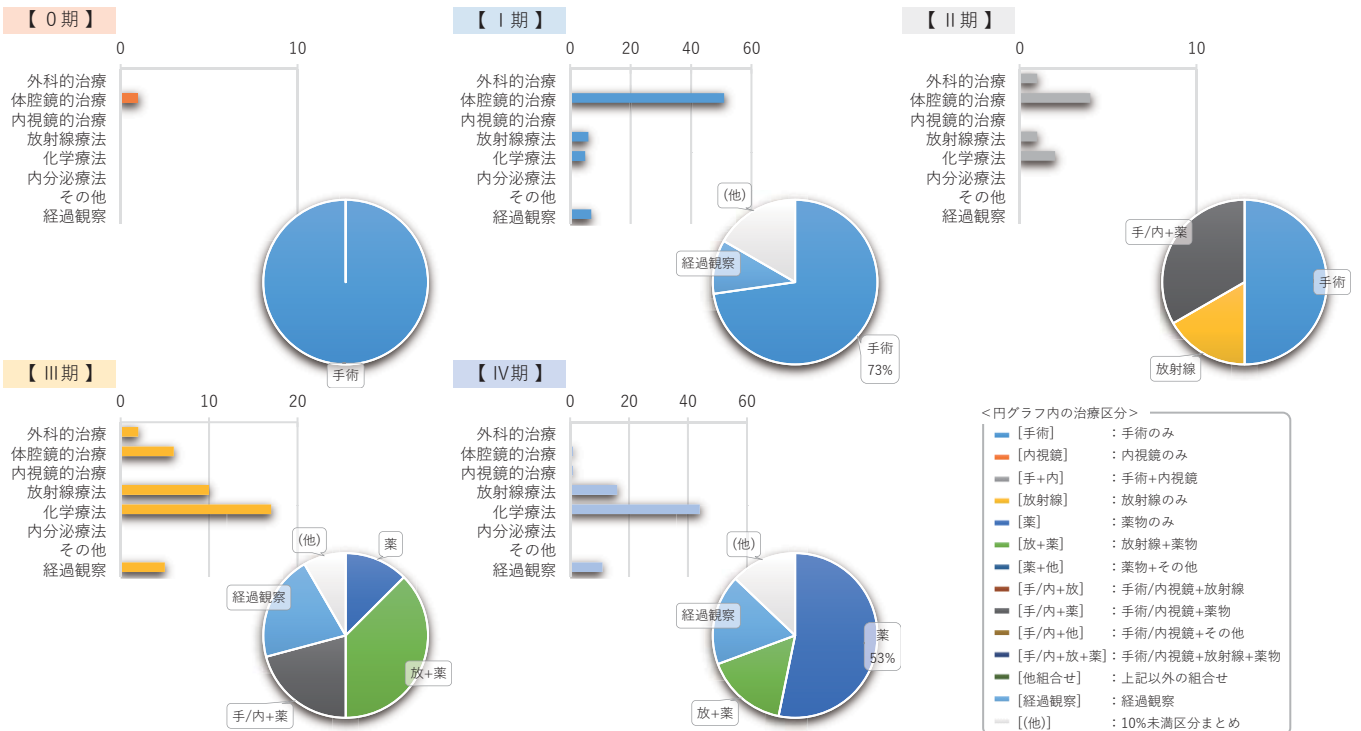 【 0期 】
0 10
外科的治療
体腔鏡的治療
内視鏡的治療
放射線療法
化学療法
内分泌療法
その他
経過観察
手術
【 I期 】
0 20 40 60
外科的治療
体腔鏡的治療
内視鏡的治療
放射線療法
化学療法
内分泌療法
その他
経過観察
(他)
経過観察
手術
73%
【 II期 】
0 10
外科的治療
体腔鏡的治療
内視鏡的治療
放射線療法
化学療法
内分泌療法
その他
経過観察
手/内+薬
手術
放射線
【 III期 】
0 10 20
外科的治療
体腔鏡的治療
内視鏡的治療
放射線療法
化学療法
内分泌療法
その他
経過観察
(他)
薬
経過観察
放+薬
手/内+薬
【 IV期 】
0 20 40 60
外科的治療
体腔鏡的治療
内視鏡的治療
放射線療法
化学療法
内分泌療法
その他
経過観察
(他)
経過観察
薬
53%
放+薬
<円グラフ内の治療区分>
[手術] :手術のみ
[内視鏡] :内視鏡のみ
[手+内] :手術+内視鏡
[放射線] :放射線のみ
[薬] :薬物のみ
[放+薬] :放射線+薬物
[薬+他] :薬物+その他
[手/内+放] :手術/内視鏡+放射線
[手/内+薬] :手術/内視鏡+薬物
[手/内+他] :手術/内視鏡+その他
[手/内+放+薬] :手術/内視鏡+放射線+薬物
[他組合せ] :上記以外の組合せ
[経過観察] :経過観察
[(他)] :10%未満区分まとめ